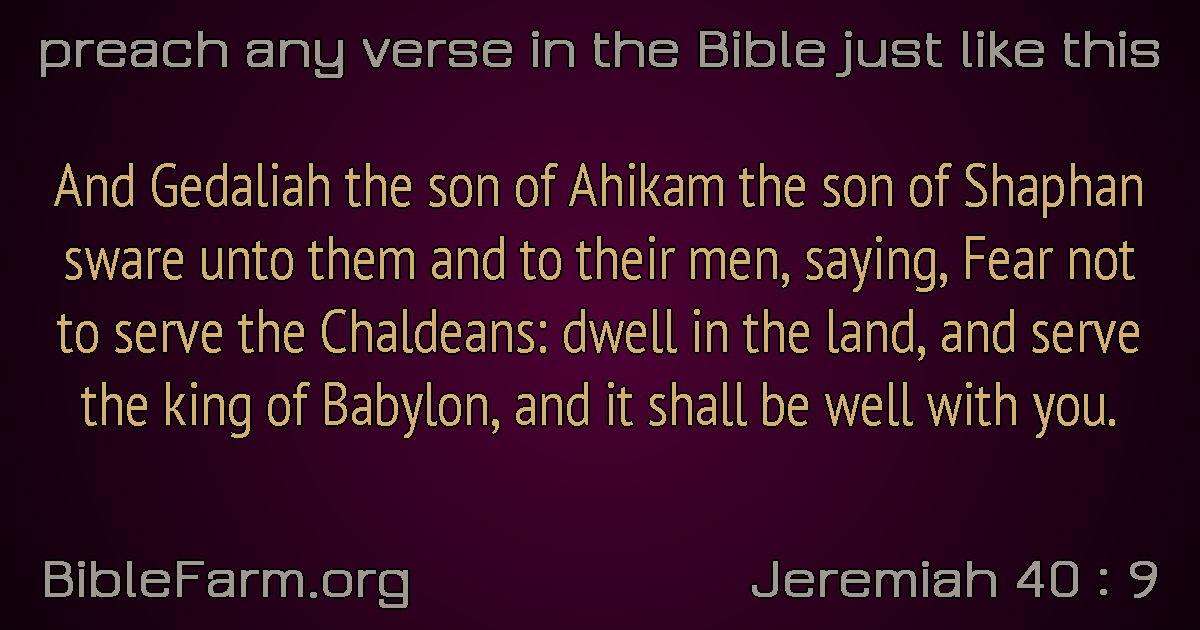 preach any verse in the Bible just like this
And Gedaliah the son of Ahikam the son of Shaphan
sware unto them and to their men, saying, Fear not
to serve the Chaldeans: dwell in the land, and serve
the king of Babylon, and it shall be well with you.
BibleFarm.org
Jeremiah 40 : 9